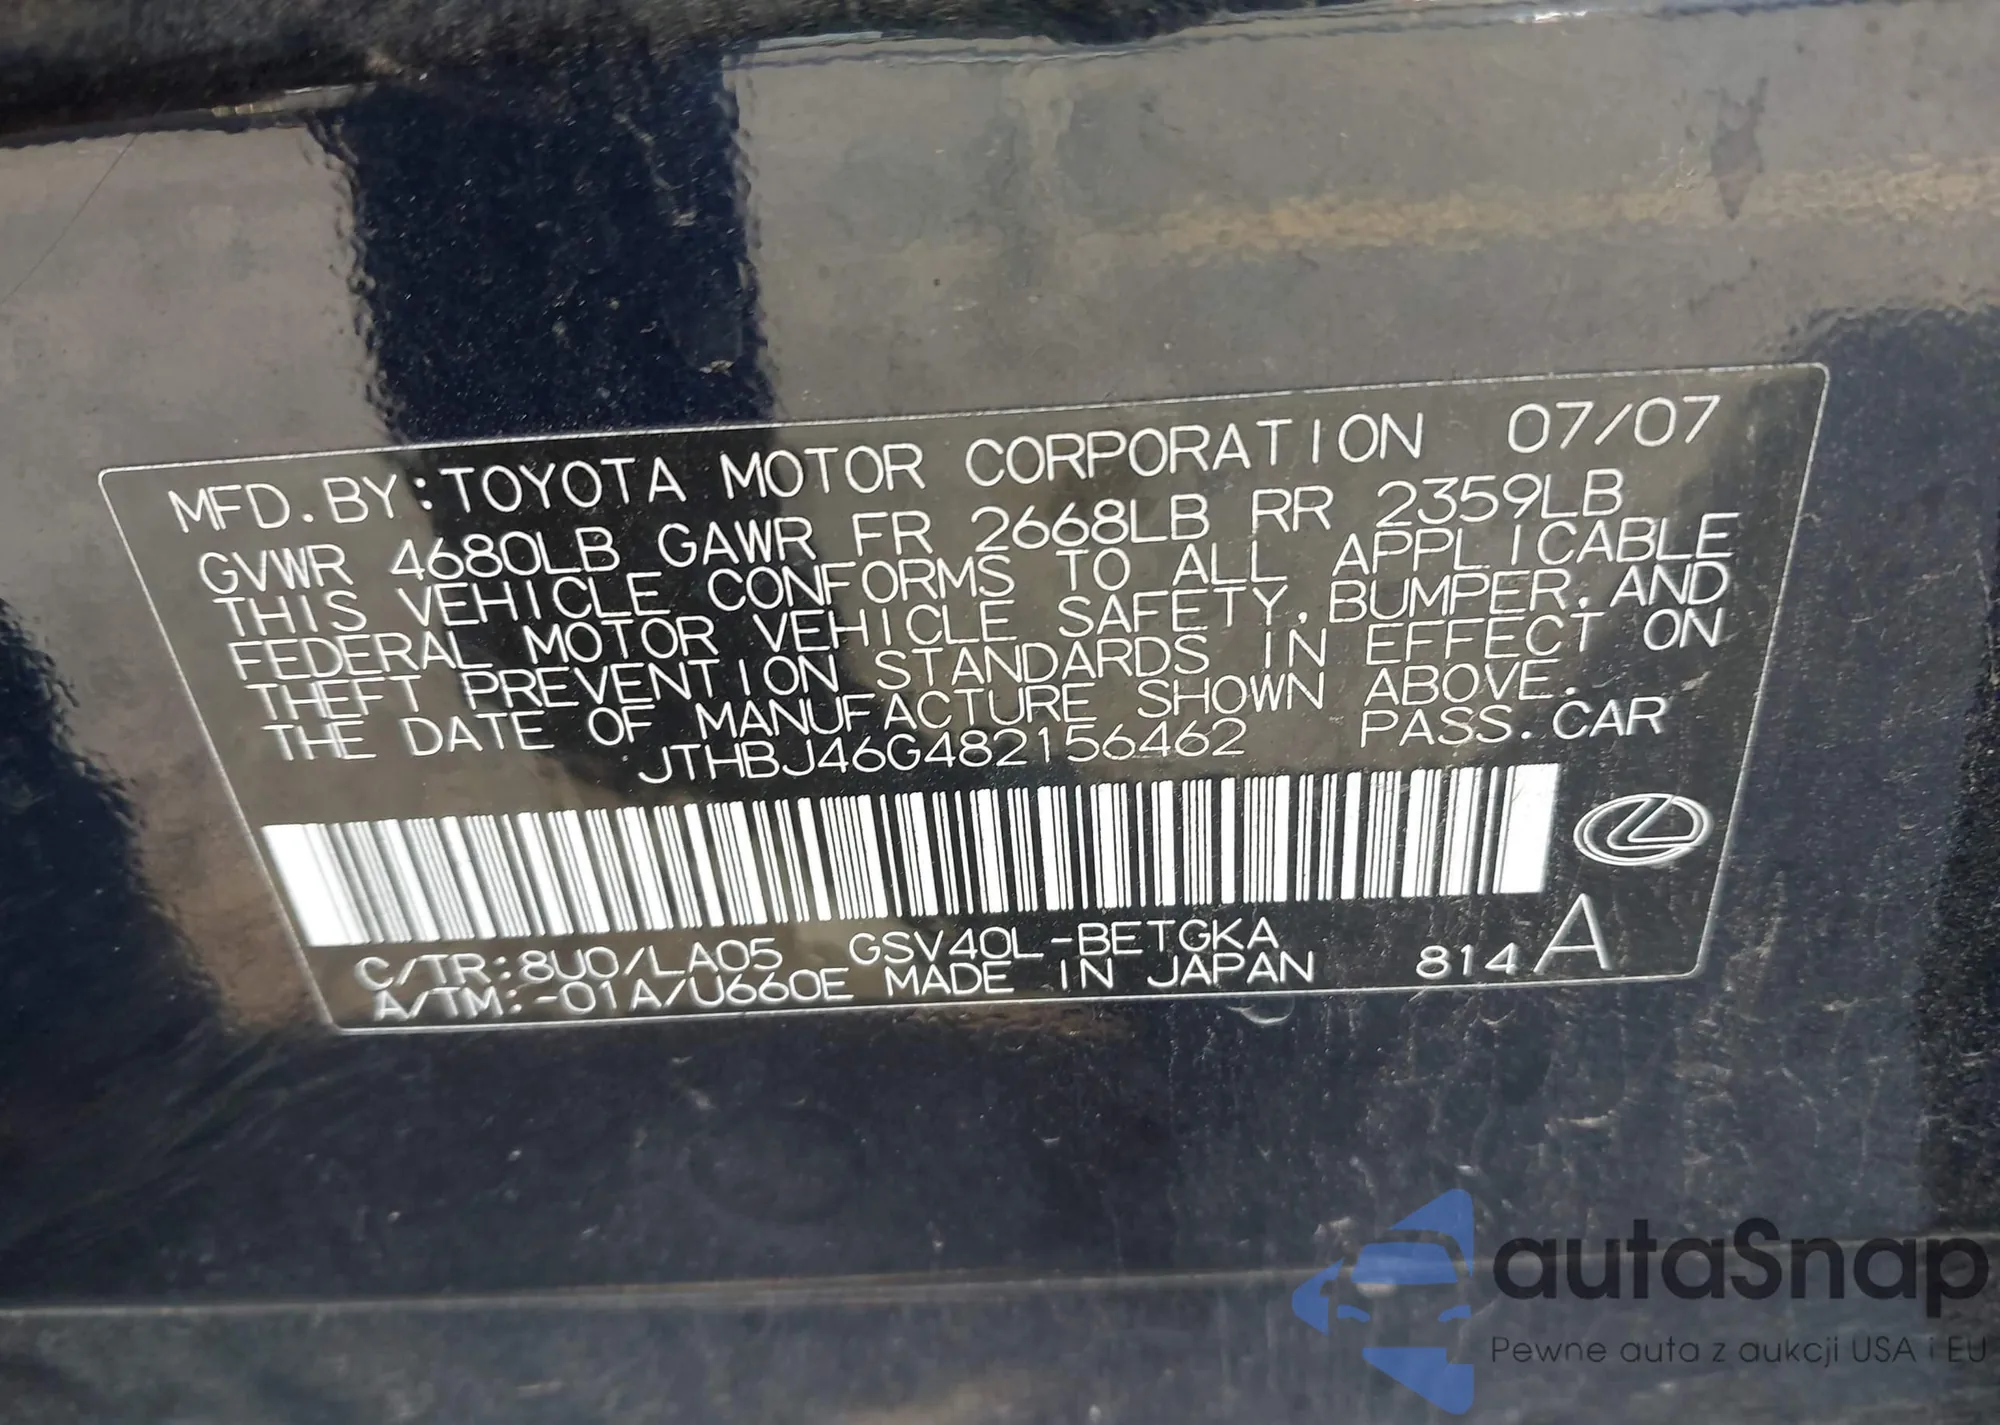 MFD. BY: TOYOTA MOTOR CORPORATION 07/07
GVWR 4680LB GAWR FR 2668LB RR 2359LB
THIS VEHICLE CONFORMS TO ALL APPLICABLE
FEDERAL MOTOR VEHICLE SAFETY, BUMPER, AND
THEFT PREVENTION STANDARDS IN EFFECT ON
THE DATE OF MANUFACTURE SHOWN ABOVE.
JTHBJ46G482156462 PASS. CAR
C/TR: 8U0/LA05 GSV40L-BETGKA
A/TM: -01A/U660E MADE IN JAPAN 814 A
autaSnap
Pewne auta z aukcji USA i EU